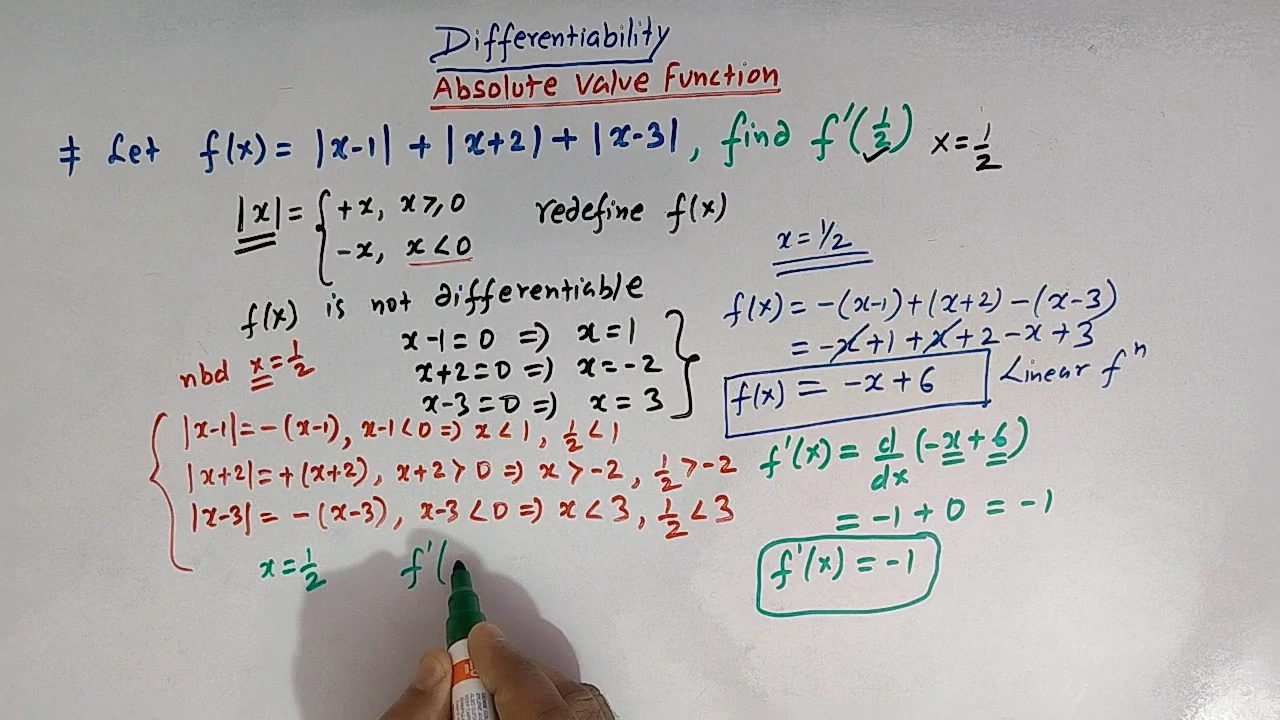 Differentiability
Absolute Value Function
⇒ Let f(x) = |x-1| + |x+2| + |x-3|, find f'(1/2) x = 1/2
|x| = { +x, x ≥ 0
-x, x < 0
redefine f(x)
f(x) is not differentiable
x-1 = 0 => x = 1
x+2 = 0 => x = -2
x-3 = 0 => x = 3
nbd x = 1/2
|x-1| = -(x-1), x-1 < 0 => x < 1, 1/2 < 1
|x+2| = +(x+2), x+2 > 0 => x > -2, 1/2 > -2
|x-3| = -(x-3), x-3 < 0 => x < 3, 1/2 < 3
x = 1/2 f'(
x = 1/2
f(x) = -(x-1) + (x+2) - (x-3)
= -x + 1 + x + 2 - x + 3
f(x) = -x + 6 Linear fⁿ
f'(x) = d/dx (-x + 6)
= -1 + 0 = -1
f'(x) = -1